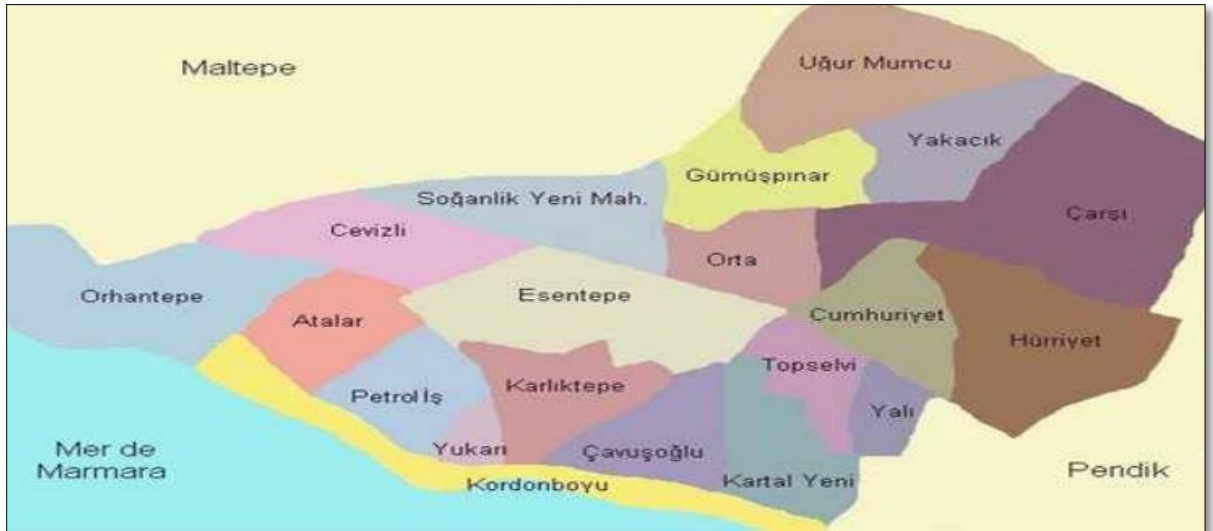 Maltepe
Uğur Mumcu
Yakacık
Gümüşpınar
Soğanlik Yeni Mah.
Çarşı
Cevizli
Orta
Orhantepe
Esentepe
Atalar
Cumhuriyet
Hürriyet
Topselvi
Karlıktepe
Petrol İş
Yalı
Yukarı
Çavuşoğlu
Mer de
Marmara
Kordonboyu
Kartal Yeni
Pendik